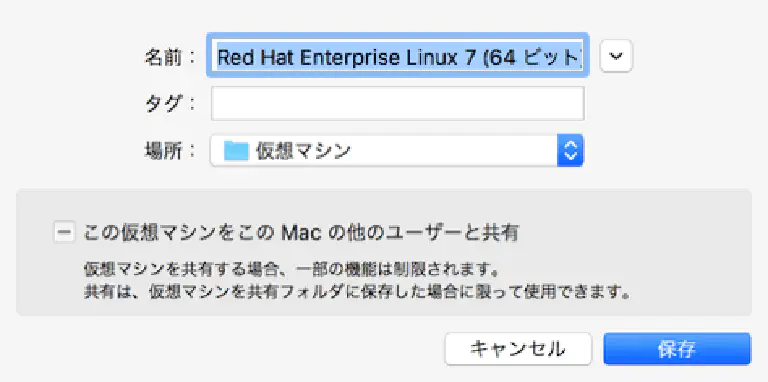 名前： Red Hat Enterprise Linux 7 (64 ビット)
タグ：
場所： 仮想マシン
この仮想マシンをこの Mac の他のユーザーと共有
仮想マシンを共有する場合、一部の機能は制限されます。
共有は、仮想マシンを共有フォルダに保存した場合に限って使用できます。
キャンセル 保存